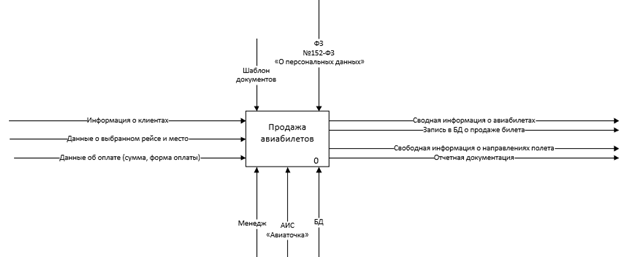 ФЗ
№152-ФЗ
«О персональных данных»
Шаблон
документов
Информация о клиентах
Данные о выбранном рейсе и место
Данные об оплате (сумма, форма оплаты)
Продажа
авиабилетов
0
Сводная информация о авиабилетах
Запись в БД о продаже билета
Свободная информация о направлениях полета
Отчетная документация
Менедж
АИС
«Авиаточка»
БД